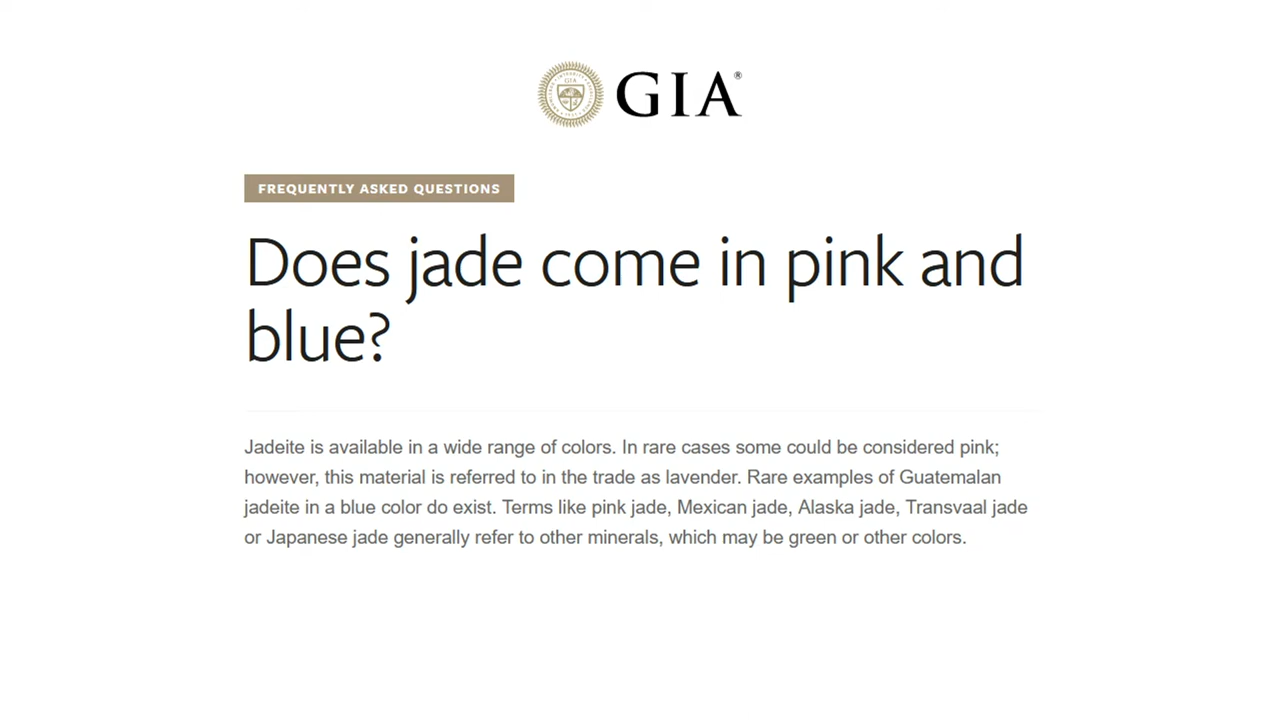 GIA®
FREQUENTLY ASKED QUESTIONS
Does jade come in pink and
blue?
Jadeite is available in a wide range of colors. In rare cases some could be considered pink;
however, this material is referred to in the trade as lavender. Rare examples of Guatemalan
jadeite in a blue color do exist. Terms like pink jade, Mexican jade, Alaska jade, Transvaal jade
or Japanese jade generally refer to other minerals, which may be green or other colors.